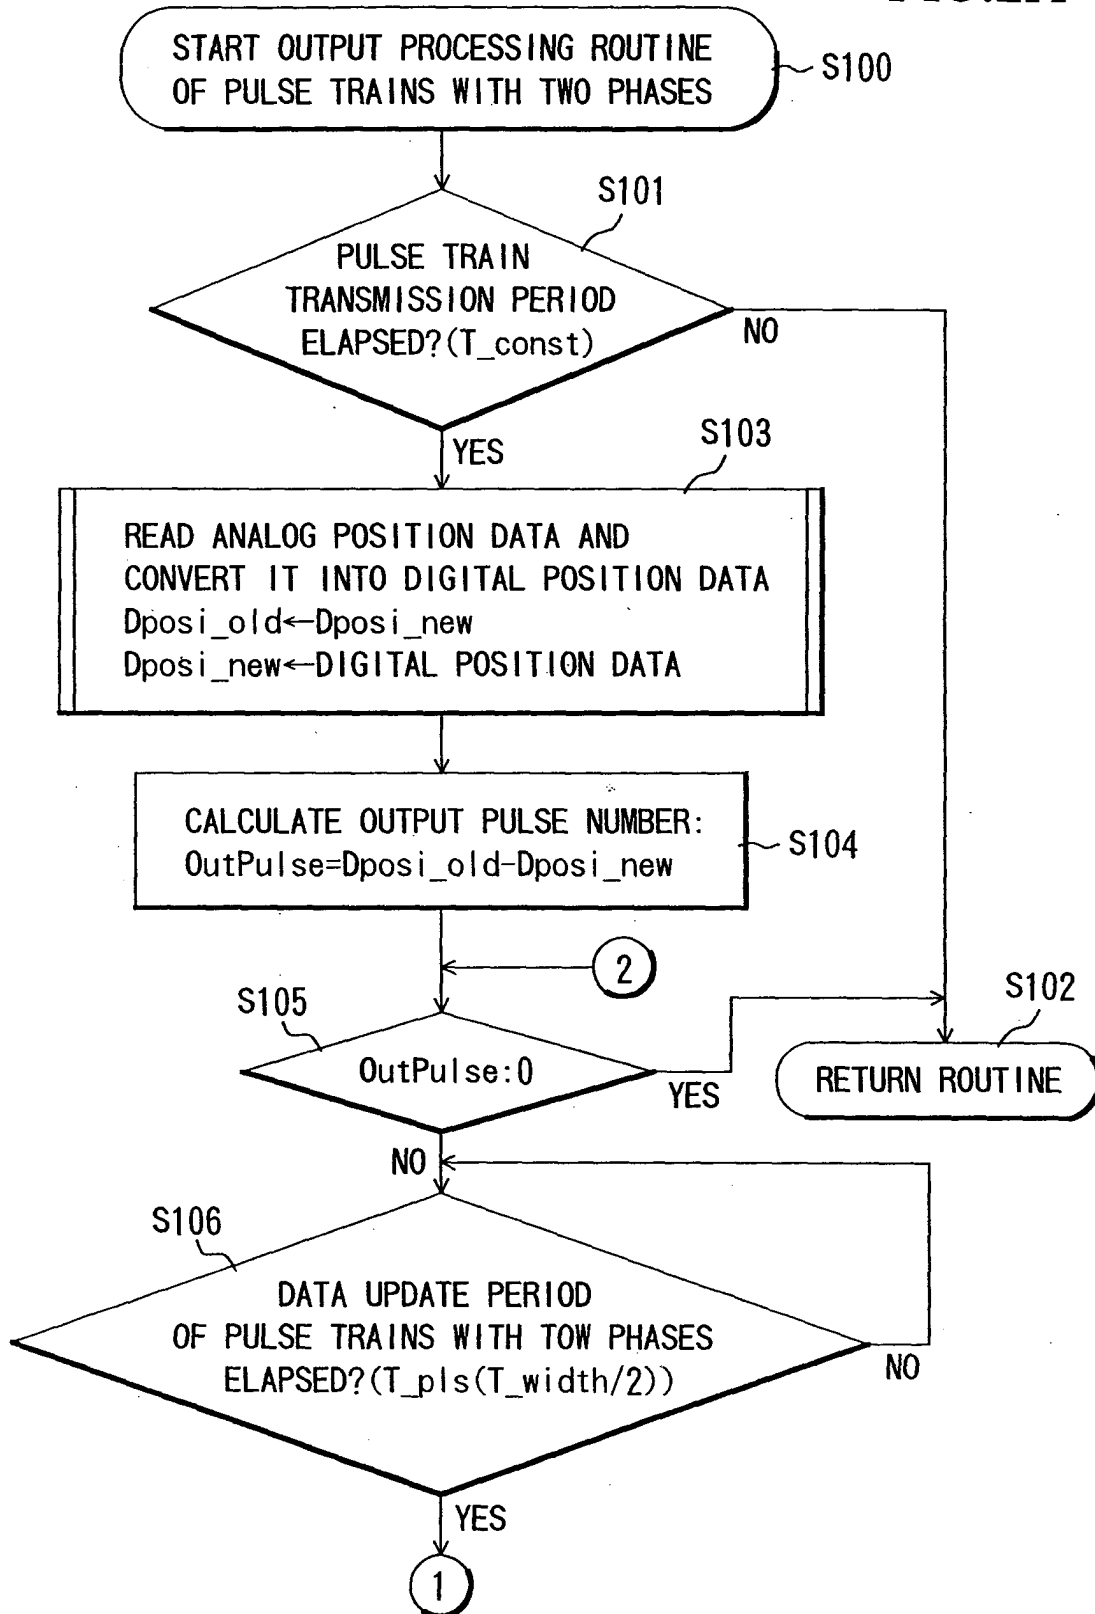 START OUTPUT PROCESSING ROUTINE
OF PULSE TRAINS WITH TWO PHASES
S100
S101
PULSE TRAIN
TRANSMISSION PERIOD
ELAPSED?(T_const)
NO
YES
S103
READ ANALOG POSITION DATA AND
CONVERT IT INTO DIGITAL POSITION DATA
Dposi_old←Dposi_new
Dposi_new←DIGITAL POSITION DATA
CALCULATE OUTPUT PULSE NUMBER:
OutPulse=Dposi_old-Dposi_new
S104
2
S105
OutPulse:0
YES
S102
RETURN ROUTINE
NO
S106
DATA UPDATE PERIOD
OF PULSE TRAINS WITH TOW PHASES
ELAPSED?(T_pls(T_width/2))
NO
YES
1